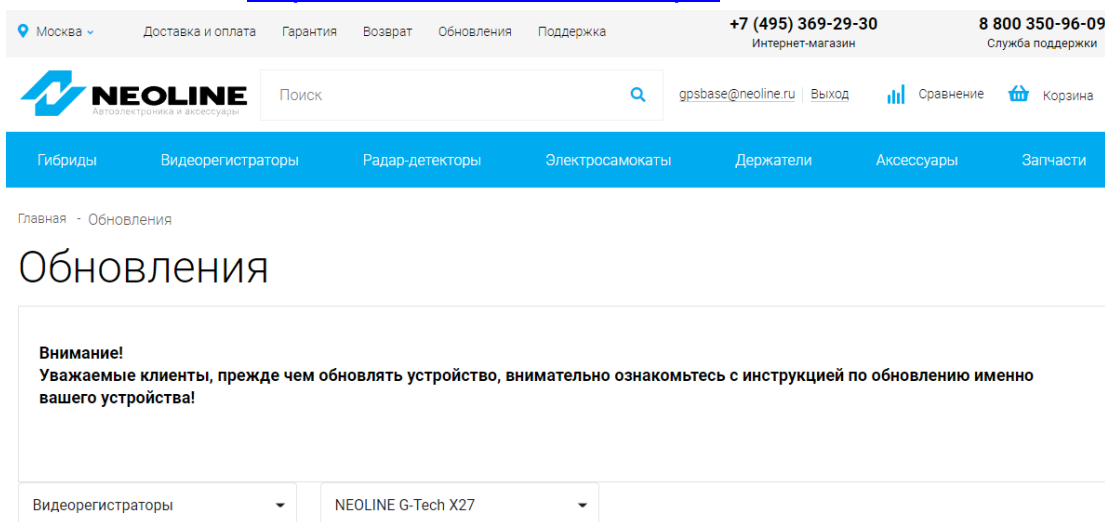 Москва
Доставка и оплата
Гарантия
Возврат
Обновления
Поддержка
+7 (495) 369-29-30
Интернет-магазин
8 800 350-96-09
Служба поддержки
NEOLINE
Автоэлектроника и аксессуары
Поиск
gpsbase@neoline.ru
Выход
Сравнение
Корзина
Гибриды
Видеорегистраторы
Радар-детекторы
Электросамокаты
Держатели
Аксессуары
Запчасти
Главная - Обновления
Обновления
Внимание!
Уважаемые клиенты, прежде чем обновлять устройство, внимательно ознакомьтесь с инструкцией по обновлению именно
вашего устройства!
Видеорегистраторы
NEOLINE G-Tech X27